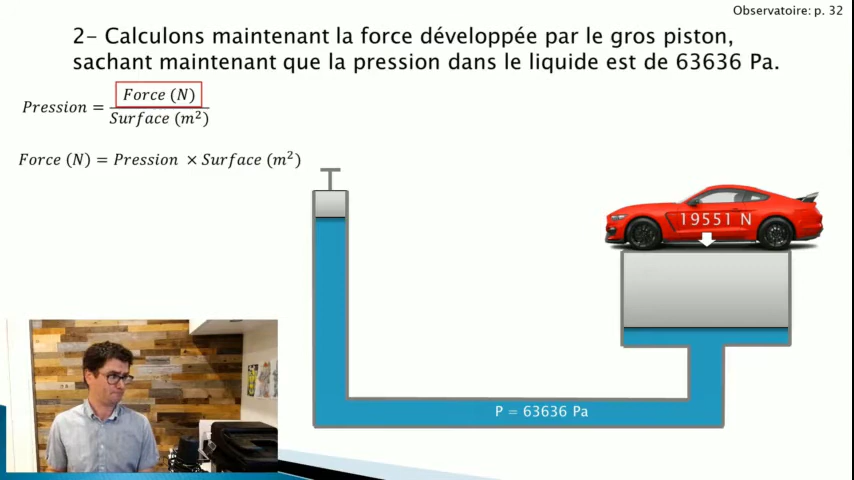 Observatoire: p. 32
2- Calculons maintenant la force développée par le gros piston,
sachant maintenant que la pression dans le liquide est de 63636 Pa.
Pression = Force (N) / Surface (m²)
Force (N) = Pression × Surface (m²)
19551 N
P = 63636 Pa